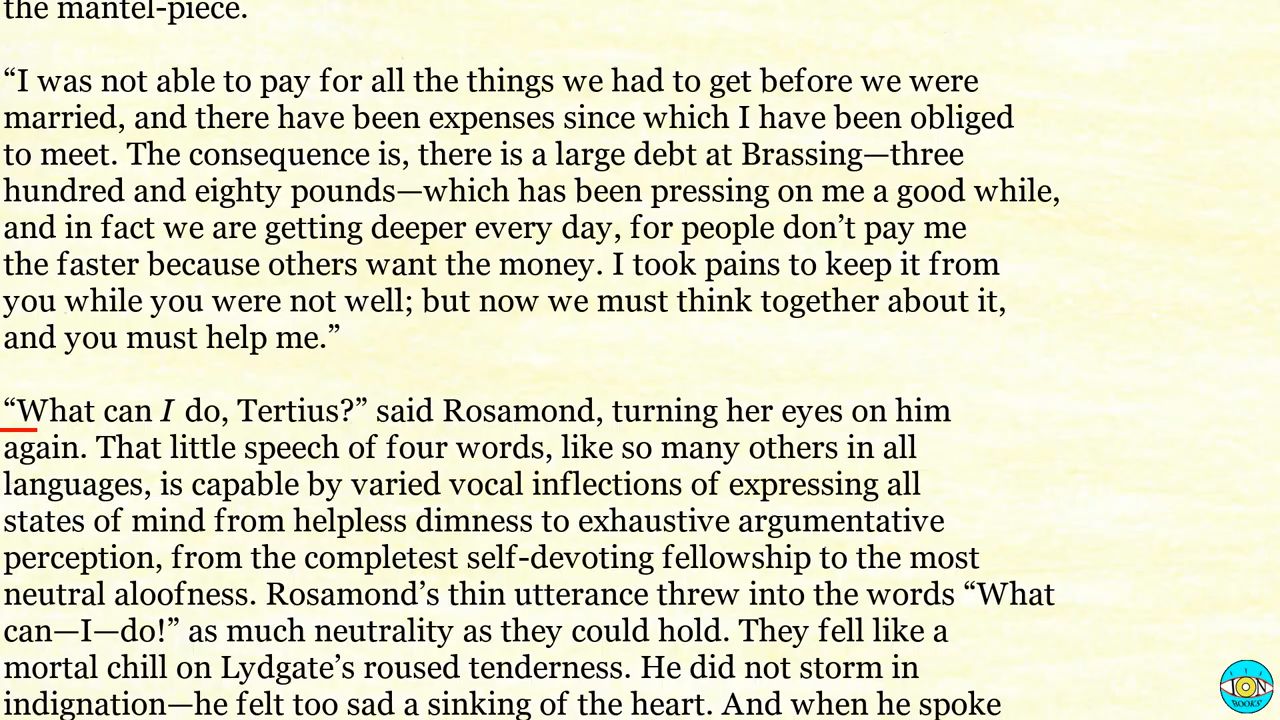 the mantel-piece.
“I was not able to pay for all the things we had to get before we were
married, and there have been expenses since which I have been obliged
to meet. The consequence is, there is a large debt at Brassing—three
hundred and eighty pounds—which has been pressing on me a good while,
and in fact we are getting deeper every day, for people don’t pay me
the faster because others want the money. I took pains to keep it from
you while you were not well; but now we must think together about it,
and you must help me.”
“What can I do, Tertius?” said Rosamond, turning her eyes on him
again. That little speech of four words, like so many others in all
languages, is capable by varied vocal inflections of expressing all
states of mind from helpless dimness to exhaustive argumentative
perception, from the completest self-devoting fellowship to the most
neutral aloofness. Rosamond’s thin utterance threw into the words “What
can—I—do!” as much neutrality as they could hold. They fell like a
mortal chill on Lydgate’s roused tenderness. He did not storm in
indignation—he felt too sad a sinking of the heart. And when he spoke
ION
BOOKS